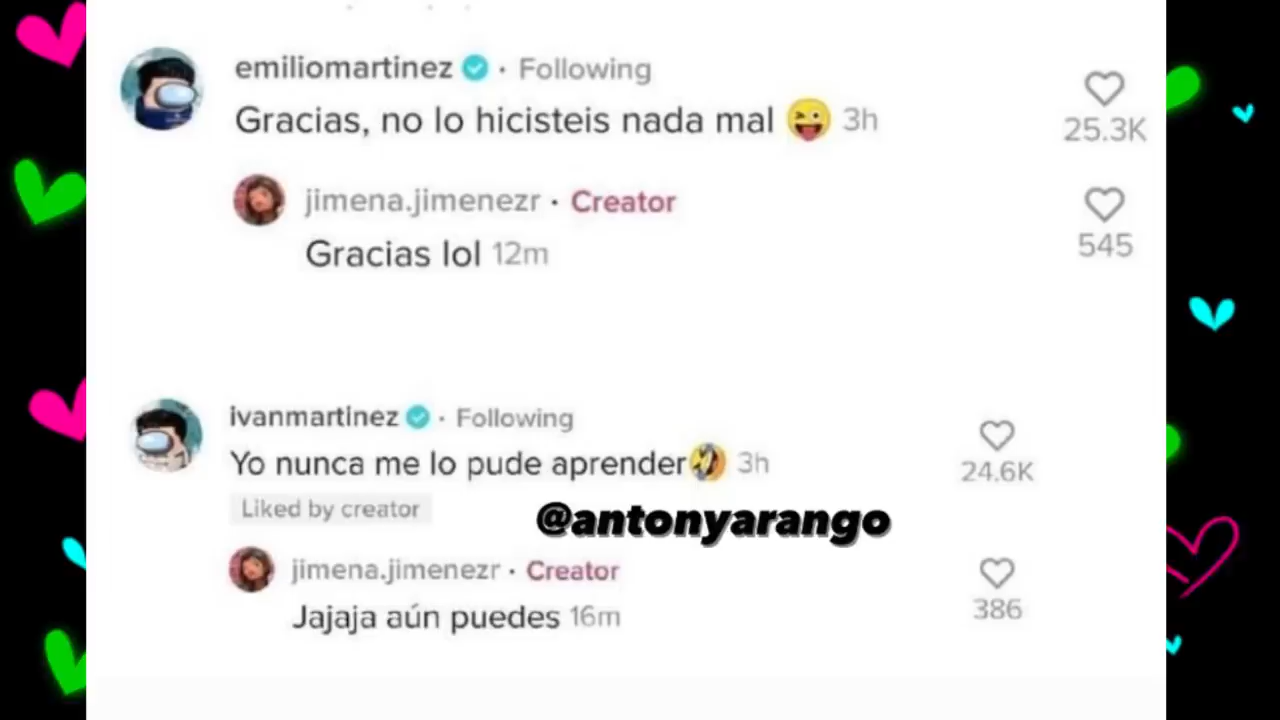 emiliomartinez · Following
Gracias, no lo hicisteis nada mal 😜 3h
25.3K
jimena.jimenezr · Creator
Gracias lol 12m
545
ivanmartinez · Following
Yo nunca me lo pude aprender🤣 3h
24.6K
Liked by creator
@antonyarango
jimena.jimenezr · Creator
Jajaja aún puedes 16m
386